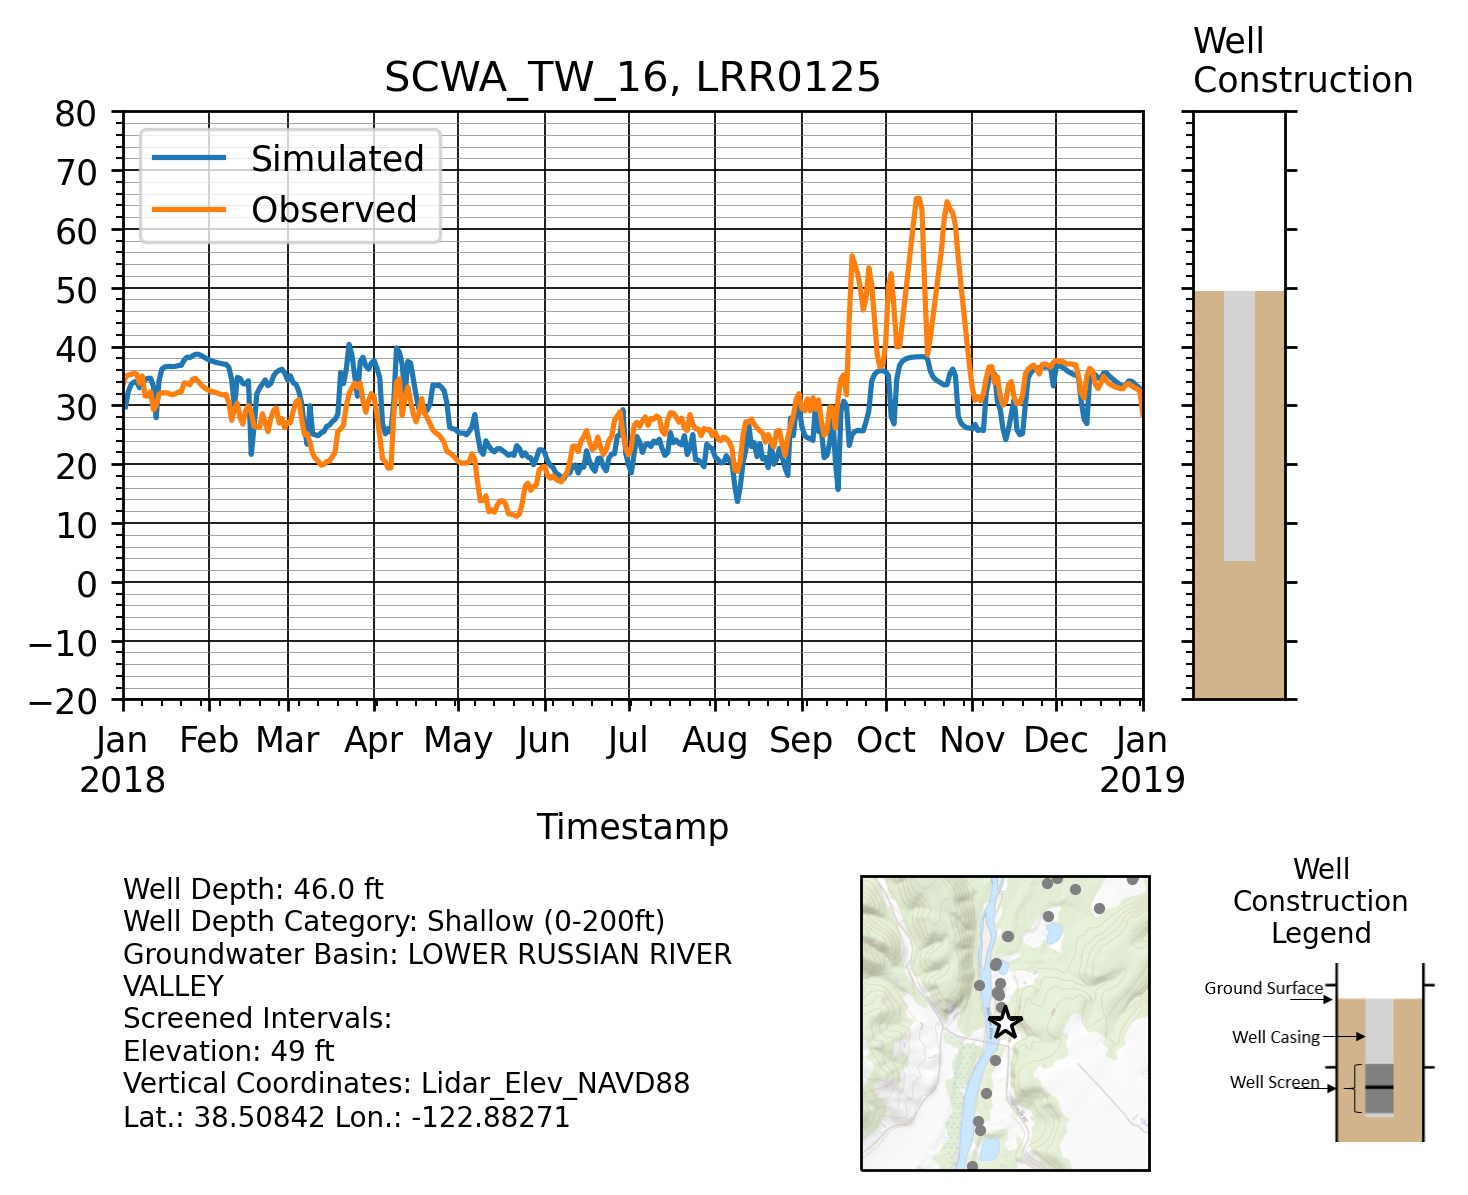 Well
Construction
SCWA_TW_16, LRR0125
80
70
60
50
40
30
20
10
0
−10
−20
Simulated
Observed
Jan Feb Mar Apr May Jun Jul Aug Sep Oct Nov Dec Jan
2018 2019
Timestamp
Well Depth: 46.0 ft
Well Depth Category: Shallow (0-200ft)
Groundwater Basin: LOWER RUSSIAN RIVER
VALLEY
Screened Intervals:
Elevation: 49 ft
Vertical Coordinates: Lidar_Elev_NAVD88
Lat.: 38.50842 Lon.: -122.88271
Well
Construction
Legend
Ground Surface
Well Casing
Well Screen